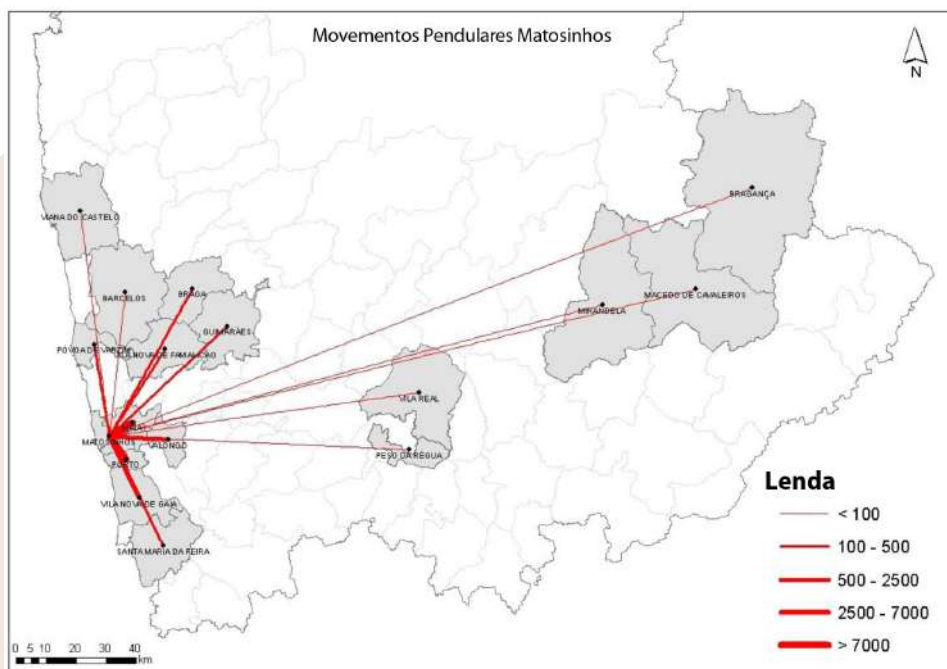 Movementos Pendulares Matosinhos
N
BRAGANÇA
VIANA DO CASTELO
BRAGA
MACEDO DE CAVALEIROS
BARCELOS
MIRANDELA
GUIMARÃES
POVOA DE VARZIM
VILA NOVA DE FAMALICAO
VILA REAL
MATOSINHOS
VALONGO
PESO DA RÉGUA
PORTO
VILA NOVA DE GAIA
SANTA MARIA DA FEIRA
Lenda
< 100
100 - 500
500 - 2500
2500 - 7000
> 7000
0 5 10 20 30 40
km